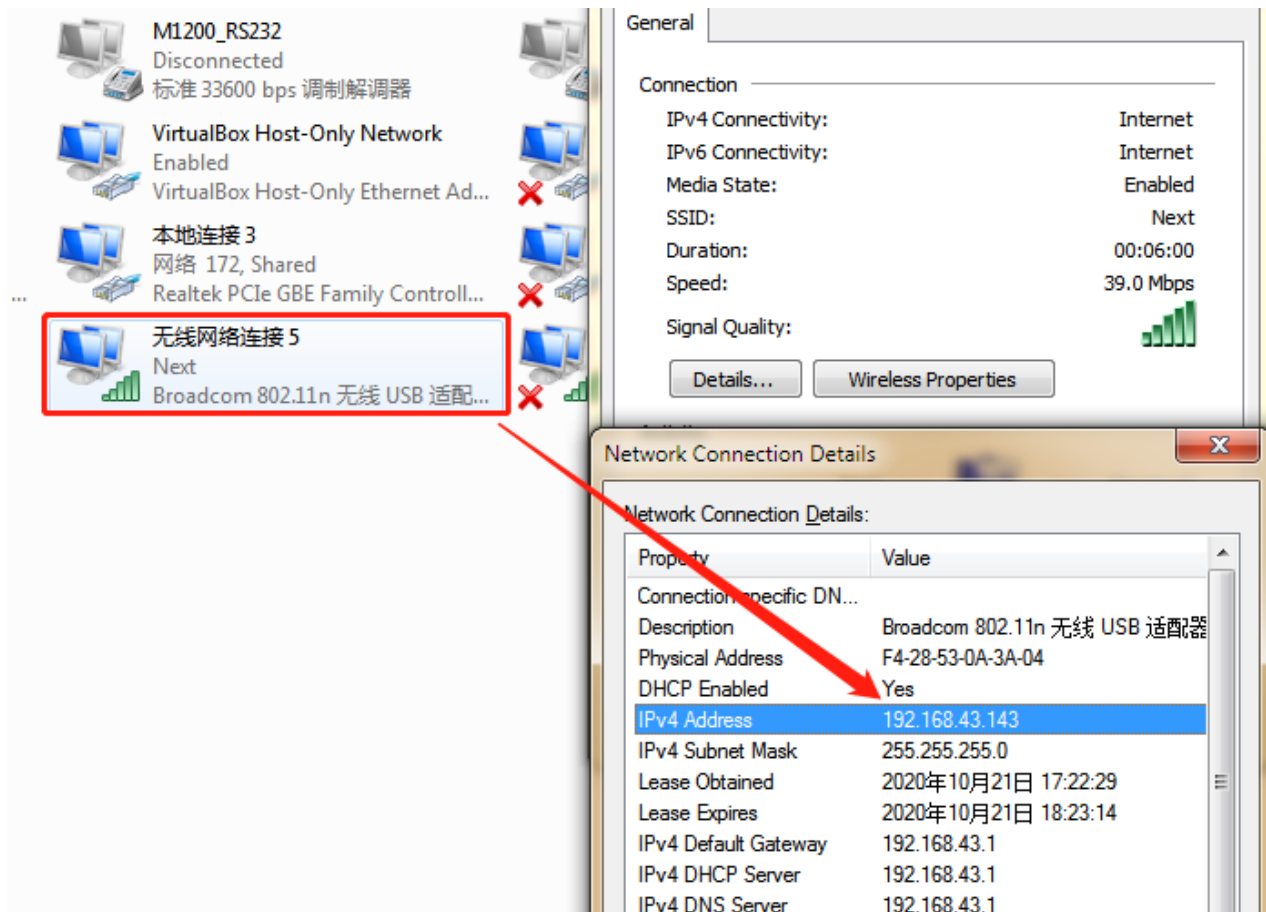 M1200_RS232
Disconnected
标准 33600 bps 调制解调器
VirtualBox Host-Only Network
Enabled
VirtualBox Host-Only Ethernet Ad...
本地连接 3
网络 172, Shared
Realtek PCIe GBE Family Controll...
...
无线网络连接 5
Next
Broadcom 802.11n 无线 USB 适配...
General
Connection
IPv4 Connectivity: Internet
IPv6 Connectivity: Internet
Media State: Enabled
SSID: Next
Duration: 00:06:00
Speed: 39.0 Mbps
Signal Quality:
Details... Wireless Properties
Network Connection Details
Network Connection Details:
Property Value
Connection-specific DN...
Description Broadcom 802.11n 无线 USB 适配器
Physical Address F4-28-53-0A-3A-04
DHCP Enabled Yes
IPv4 Address 192.168.43.143
IPv4 Subnet Mask 255.255.255.0
Lease Obtained 2020年10月21日 17:22:29
Lease Expires 2020年10月21日 18:23:14
IPv4 Default Gateway 192.168.43.1
IPv4 DHCP Server 192.168.43.1
IPv4 DNS Server 192.168.43.1